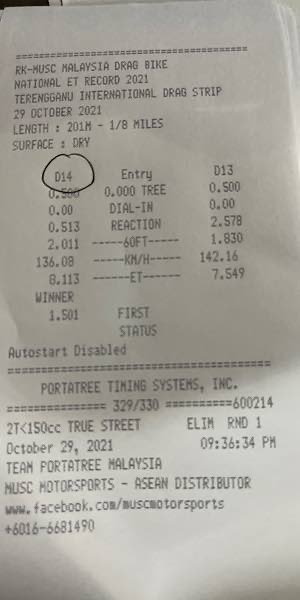 =====================================
RK-MUSC MALAYSIA DRAG BIKE
NATIONAL ET RECORD 2021
TERENGGANU INTERNATIONAL DRAG STRIP
29 OCTOBER 2021
LENGTH : 201M - 1/8 MILES
SURFACE : DRY
D14 Entry D13
0.500 0.000 TREE 0.500
0.00 DIAL-IN 0.00
0.513 REACTION 2.578
2.011 -----60FT----- 1.830
136.08 -----KM/H----- 142.16
8.113 ------ET------ 7.549
WINNER
1.501 FIRST
STATUS
Autostart Disabled
=====================================
PORTATREE TIMING SYSTEMS, INC.
=============== 329/330 ==========600214
2T<150cc TRUE STREET ELIM RND 1
October 29, 2021 09:36:34 PM
TEAM PORTATREE MALAYSIA
MUSC MOTORSPORTS - ASEAN DISTRIBUTOR
www.facebook.com/muscmotorsports
+6016-6681490